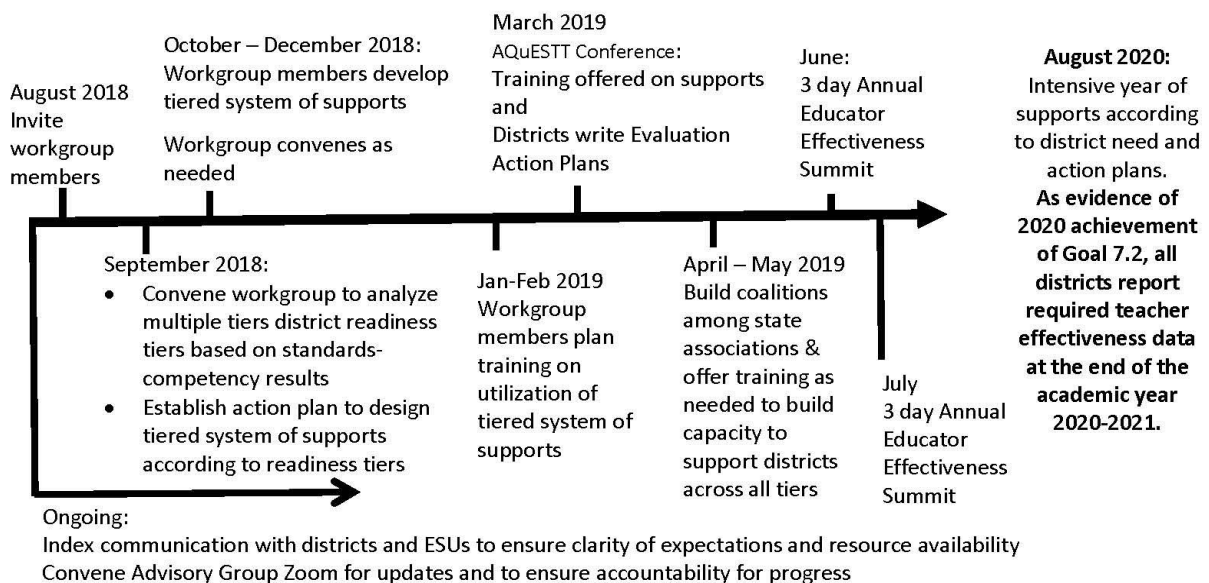 August 2018
Invite
workgroup
members
October – December 2018:
Workgroup members develop
tiered system of supports
Workgroup convenes as
needed
March 2019
AQuESTT Conference:
Training offered on supports
and
Districts write Evaluation
Action Plans
June:
3 day Annual
Educator
Effectiveness
Summit
August 2020:
Intensive year of
supports according
to district need and
action plans.
As evidence of
2020 achievement
of Goal 7.2, all
districts report
required teacher
effectiveness data
at the end of the
academic year
2020-2021.
September 2018:
• Convene workgroup to analyze
multiple tiers district readiness
tiers based on standards-
competency results
• Establish action plan to design
tiered system of supports
according to readiness tiers
Jan-Feb 2019
Workgroup
members plan
training on
utilization of
tiered system of
supports
April – May 2019
Build coalitions
among state
associations &
offer training as
needed to build
capacity to
support districts
across all tiers
July
3 day Annual
Educator
Effectiveness
Summit
Ongoing:
Index communication with districts and ESUs to ensure clarity of expectations and resource availability
Convene Advisory Group Zoom for updates and to ensure accountability for progress